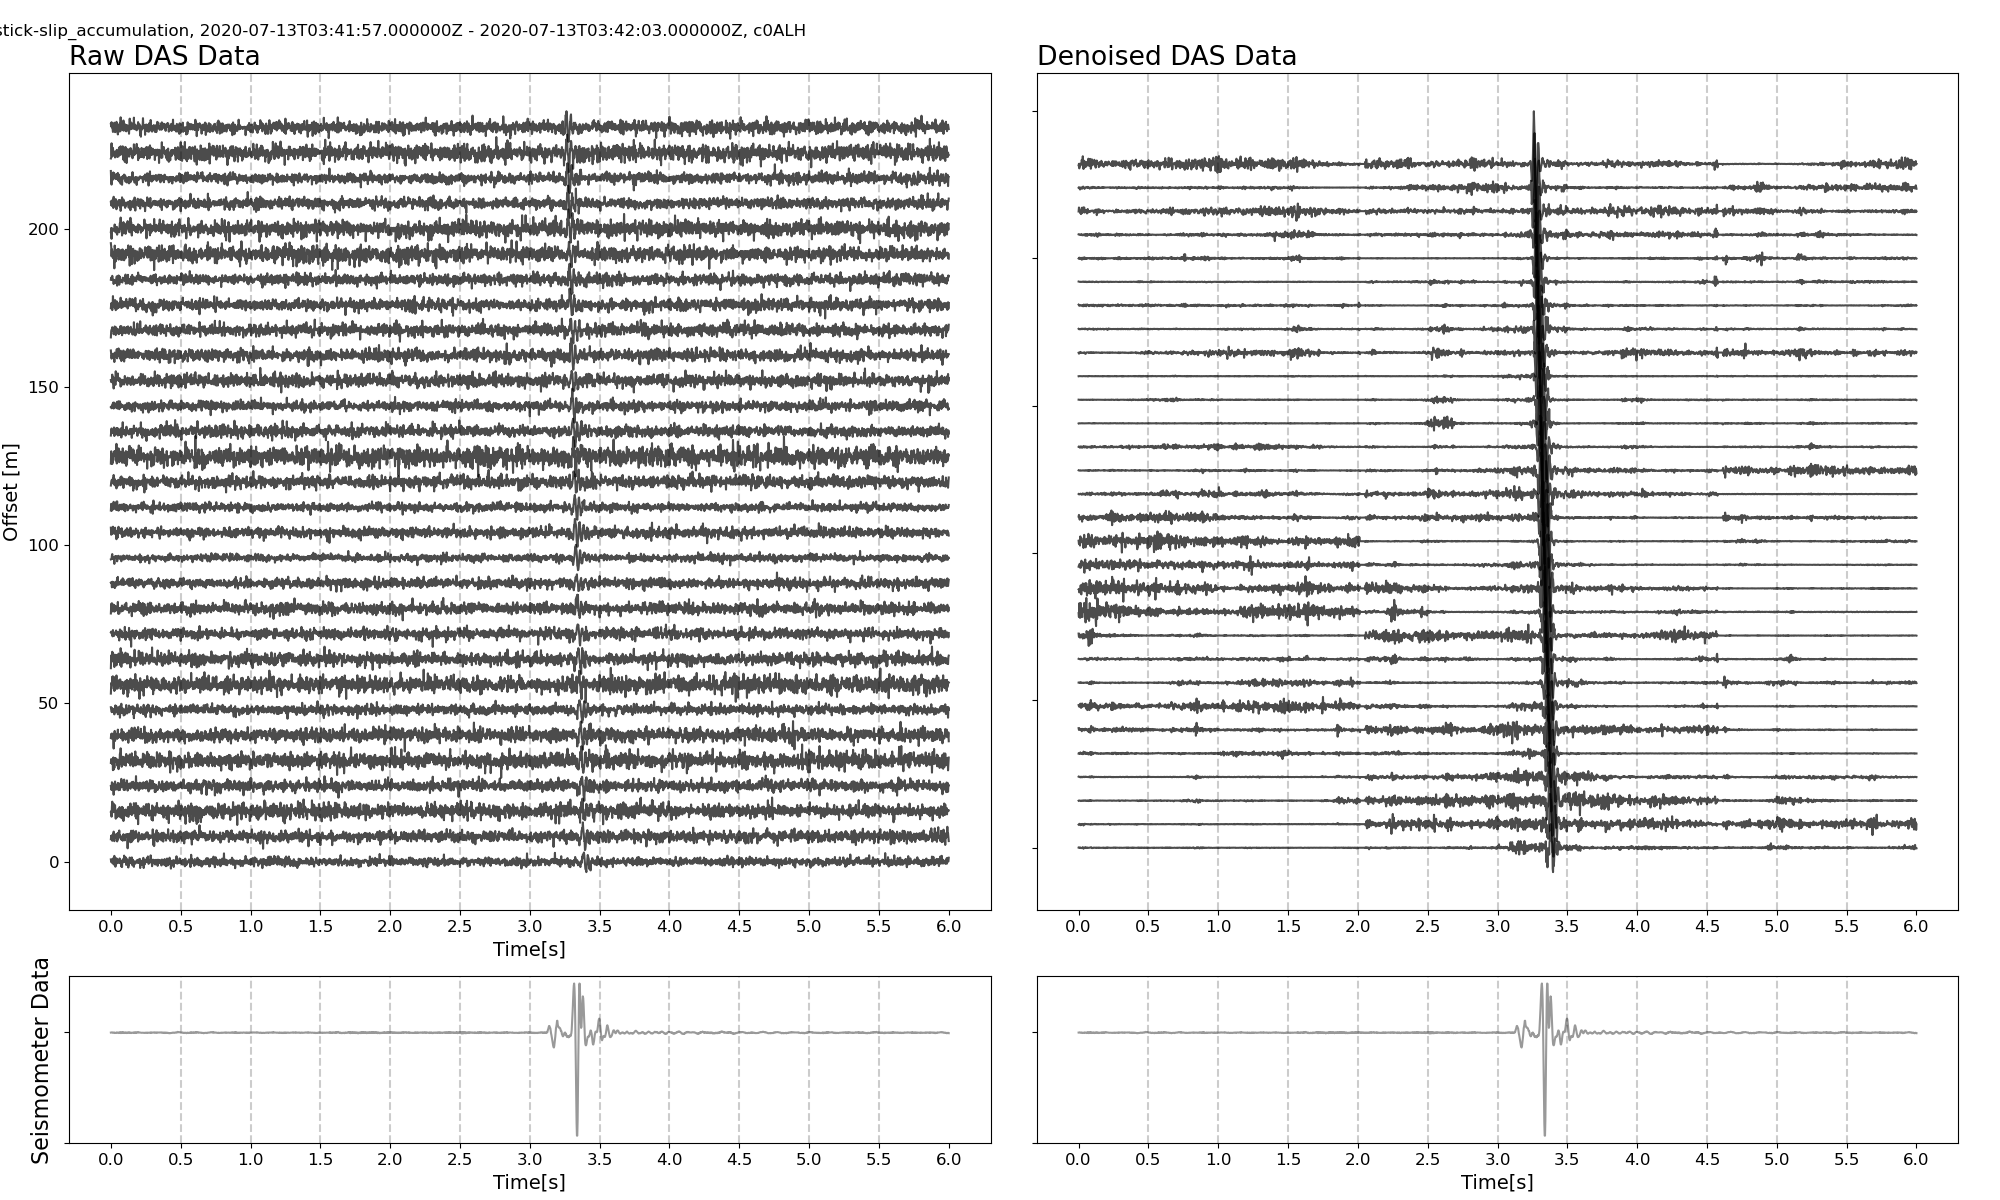 stick-slip_accumulation, 2020-07-13T03:41:57.000000Z - 2020-07-13T03:42:03.000000Z, c0ALH
Raw DAS Data
Denoised DAS Data
Offset [m]
200
150
100
50
0
0.0 0.5 1.0 1.5 2.0 2.5 3.0 3.5 4.0 4.5 5.0 5.5 6.0
Time[s]
0.0 0.5 1.0 1.5 2.0 2.5 3.0 3.5 4.0 4.5 5.0 5.5 6.0
Seismometer Data
0.0 0.5 1.0 1.5 2.0 2.5 3.0 3.5 4.0 4.5 5.0 5.5 6.0
Time[s]
0.0 0.5 1.0 1.5 2.0 2.5 3.0 3.5 4.0 4.5 5.0 5.5 6.0
Time[s]